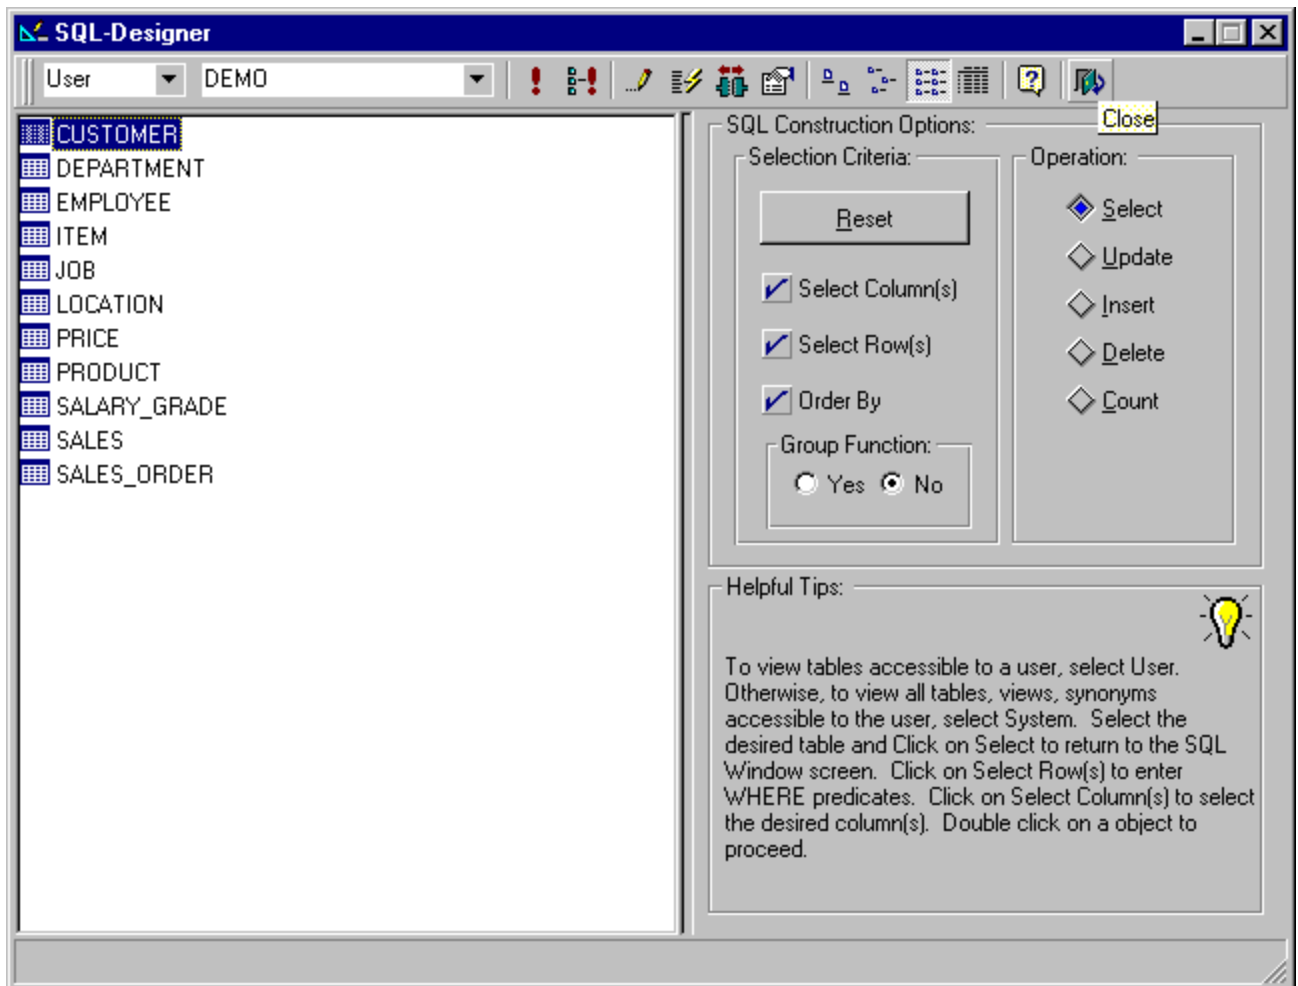 SQL-Designer
User DEMO
Close
CUSTOMER
DEPARTMENT
EMPLOYEE
ITEM
JOB
LOCATION
PRICE
PRODUCT
SALARY_GRADE
SALES
SALES_ORDER
SQL Construction Options:
Selection Criteria:
Reset
Select Column(s)
Select Row(s)
Order By
Group Function:
Yes No
Operation:
Select
Update
Insert
Delete
Count
Helpful Tips:
To view tables accessible to a user, select User.
Otherwise, to view all tables, views, synonyms
accessible to the user, select System. Select the
desired table and Click on Select to return to the SQL
Window screen. Click on Select Row(s) to enter
WHERE predicates. Click on Select Column(s) to select
the desired column(s). Double click on a object to
proceed.